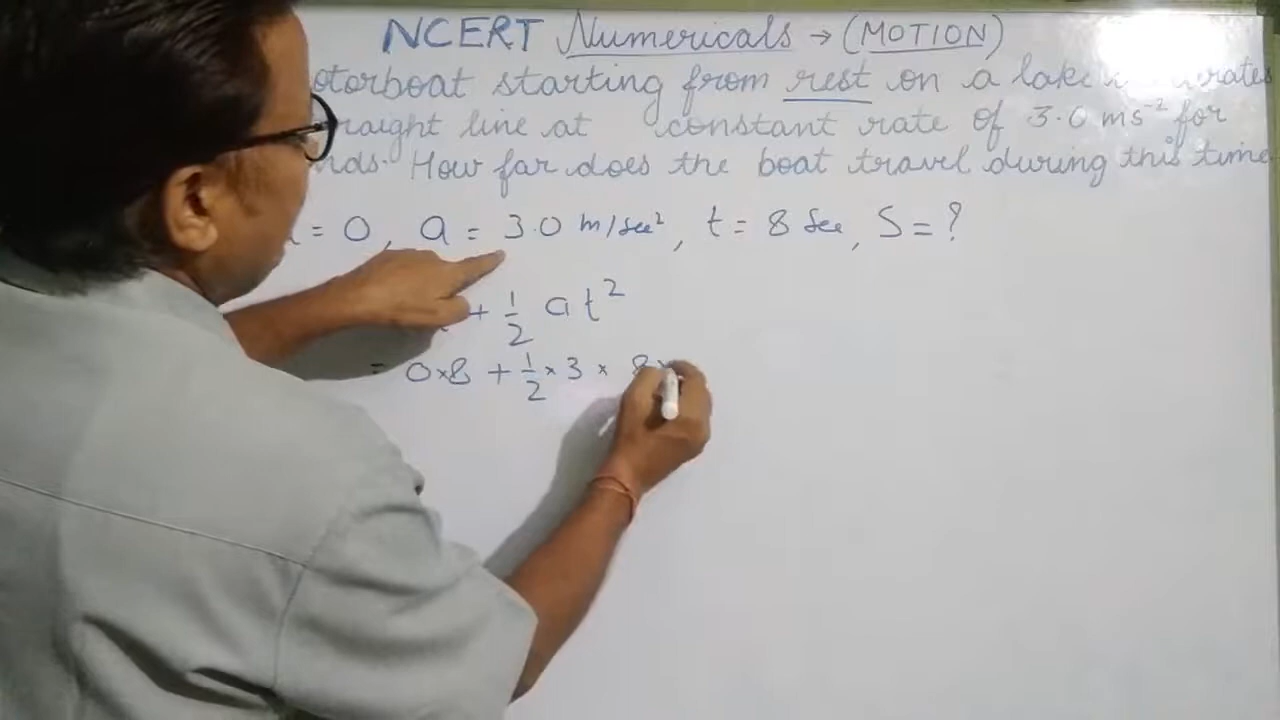 NCERT Numericals → (MOTION)
otorboat starting from rest on a lake rates
raight line at constant rate of 3.0 ms⁻² for
nds. How far does the boat travel during this time
= 0, a = 3.0 m/sec², t = 8 Sec, S = ?
+ 1/2 at²
= 0×8 + 1/2 × 3 × 8×